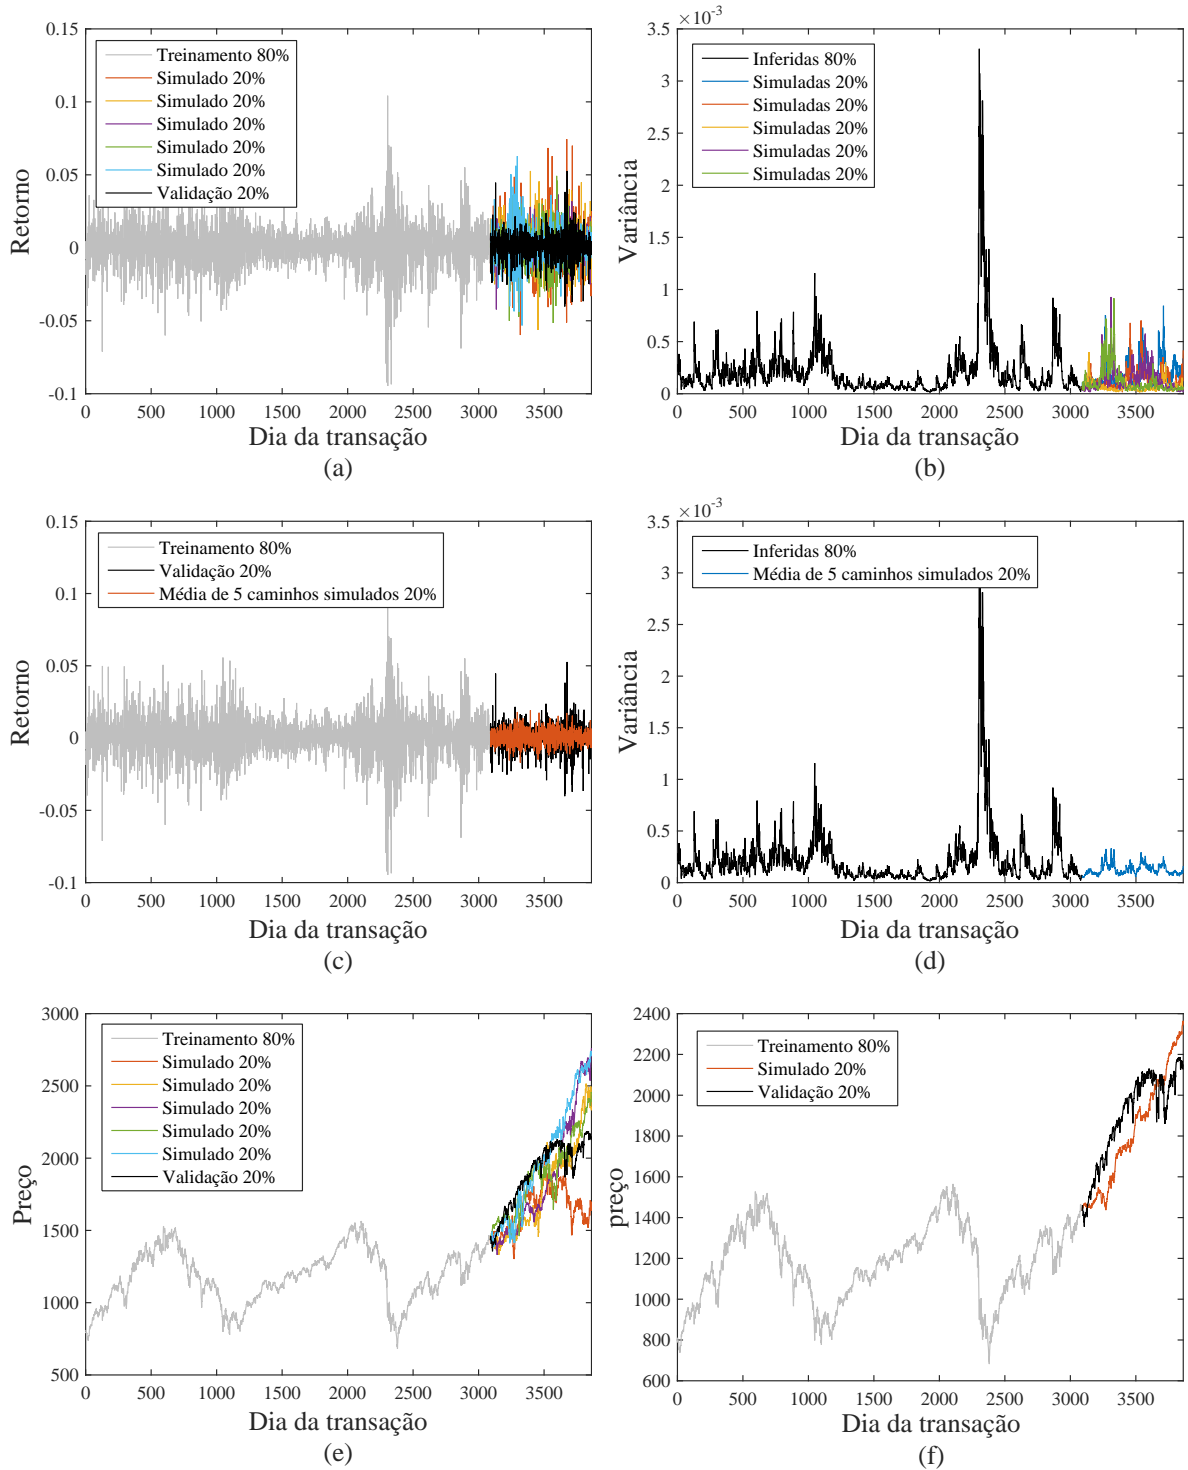 0.15
0.1
0.05
0
-0.05
-0.1
Retorno
Treinamento 80%
Simulado 20%
Simulado 20%
Simulado 20%
Simulado 20%
Simulado 20%
Validação 20%
0 500 1000 1500 2000 2500 3000 3500
Dia da transação
(a)
×10-3
3.5
3
2.5
2
1.5
1
0.5
0
Variância
Inferidas 80%
Simuladas 20%
Simuladas 20%
Simuladas 20%
Simuladas 20%
Simuladas 20%
0 500 1000 1500 2000 2500 3000 3500
Dia da transação
(b)
0.15
0.1
0.05
0
-0.05
-0.1
Retorno
Treinamento 80%
Validação 20%
Média de 5 caminhos simulados 20%
0 500 1000 1500 2000 2500 3000 3500
Dia da transação
(c)
×10-3
3.5
3
2.5
2
1.5
1
0.5
0
Variância
Inferidas 80%
Média de 5 caminhos simulados 20%
0 500 1000 1500 2000 2500 3000 3500
Dia da transação
(d)
3000
2500
2000
1500
1000
500
Preço
Treinamento 80%
Simulado 20%
Simulado 20%
Simulado 20%
Simulado 20%
Simulado 20%
Validação 20%
0 500 1000 1500 2000 2500 3000 3500
Dia da transação
(e)
2400
2200
2000
1800
1600
1400
1200
1000
800
600
preço
Treinamento 80%
Simulado 20%
Validação 20%
0 500 1000 1500 2000 2500 3000 3500
Dia da transação
(f)